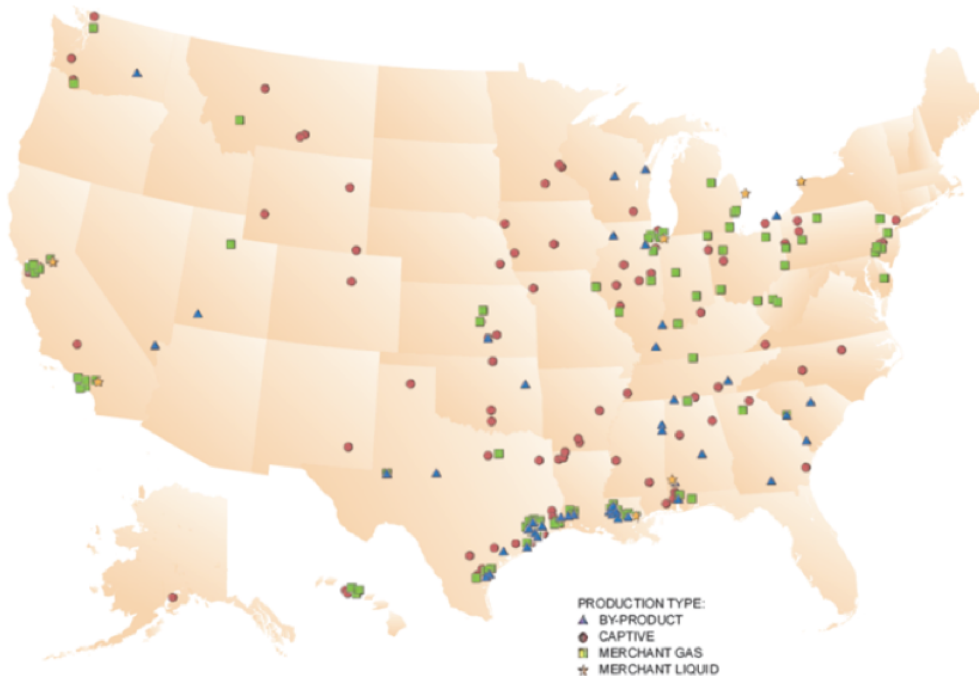 PRODUCTION TYPE:
BY-PRODUCT
CAPTIVE
MERCHANT GAS
MERCHANT LIQUID